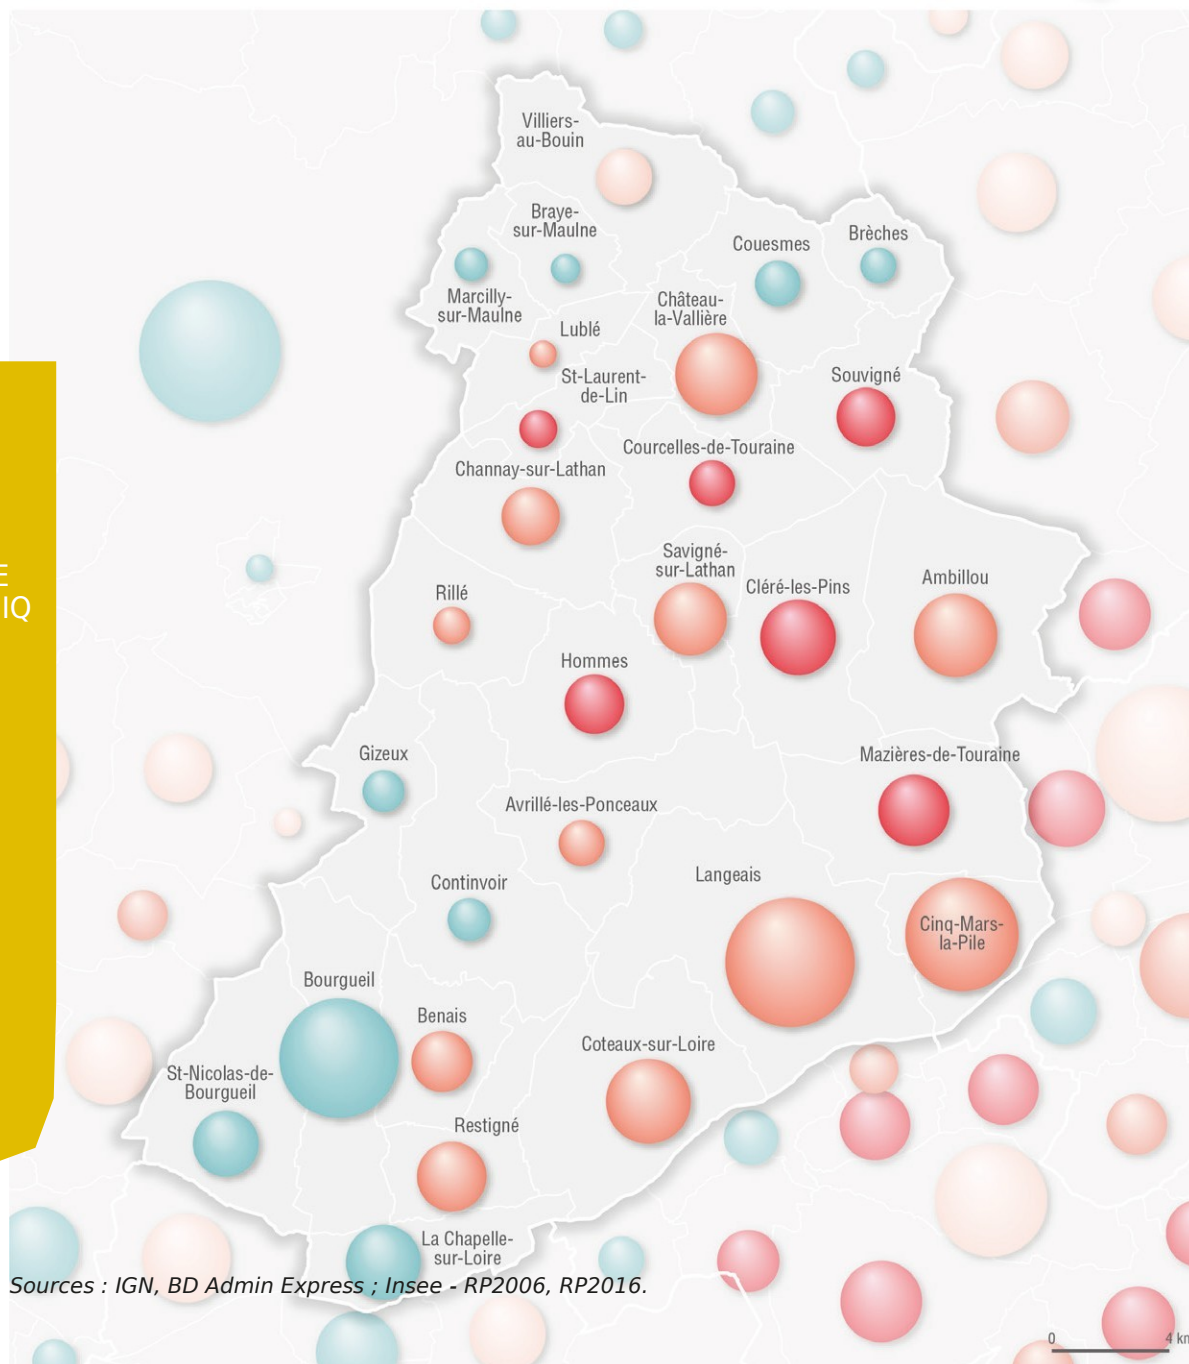 Villiers-
au-Bouin
Braye-
sur-Maulne
Couesmes
Brèches
Marcilly-
sur-Maulne
Château-
la-Vallière
Lublé
St-Laurent-
de-Lin
Souvigné
Courcelles-de-Touraine
Channay-sur-Lathan
Savigné-
sur-Lathan
Cléré-les-Pins
Ambillou
E
IQ
Rillé
Hommes
Gizeux
Mazières-de-Touraine
Avrillé-les-Ponceaux
Langeais
Continvoir
Cinq-Mars-
la-Pile
Bourgueil
Benais
Coteaux-sur-Loire
St-Nicolas-de-
Bourgueil
Restigné
La Chapelle-
sur-Loire
Sources : IGN, BD Admin Express ; Insee - RP2006, RP2016.
0 4 km